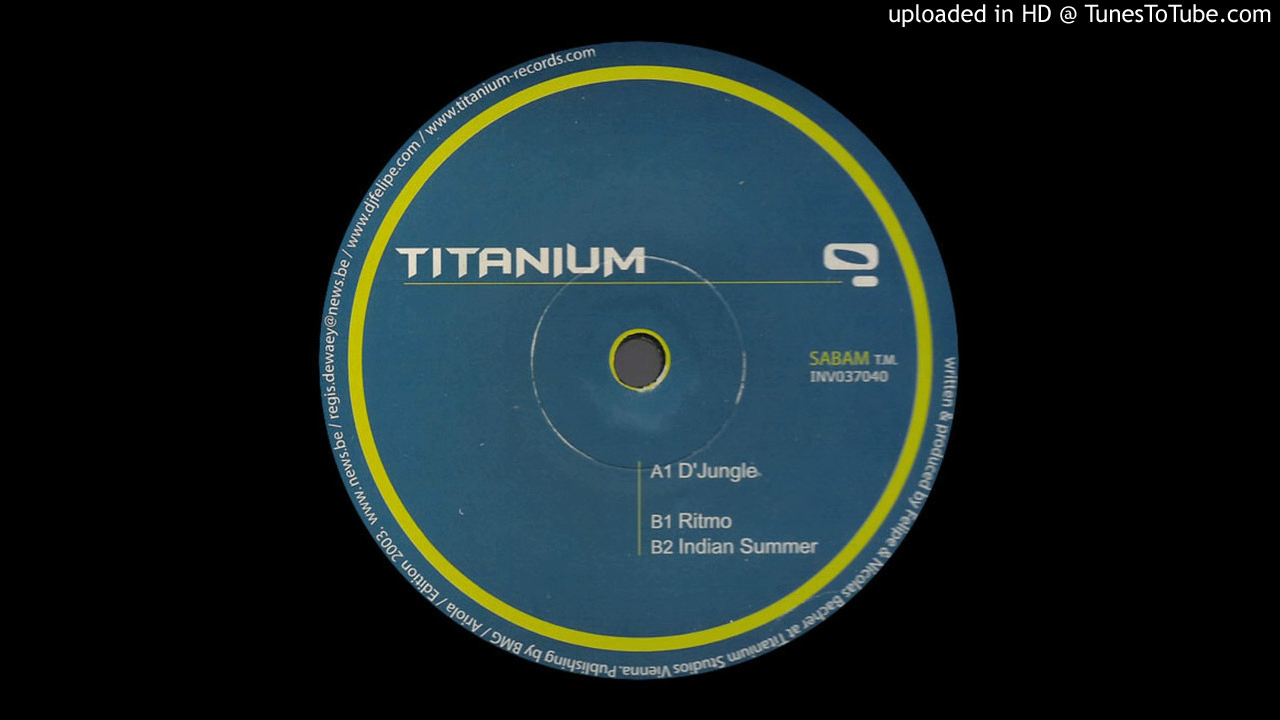 uploaded in HD @ TunesToTube.com
written & produced by Felipe & Nicolas Bacher at Titanium Studios Vienna. Publishing by BMG / Ariola / Edition 2003. www.news.be / regis.dewaey@news.be / www.djfelipe.com / www.titanium-records.com
TITANIUM
SABAM T.M.
INV037040
A1 D'Jungle
B1 Ritmo
B2 Indian Summer